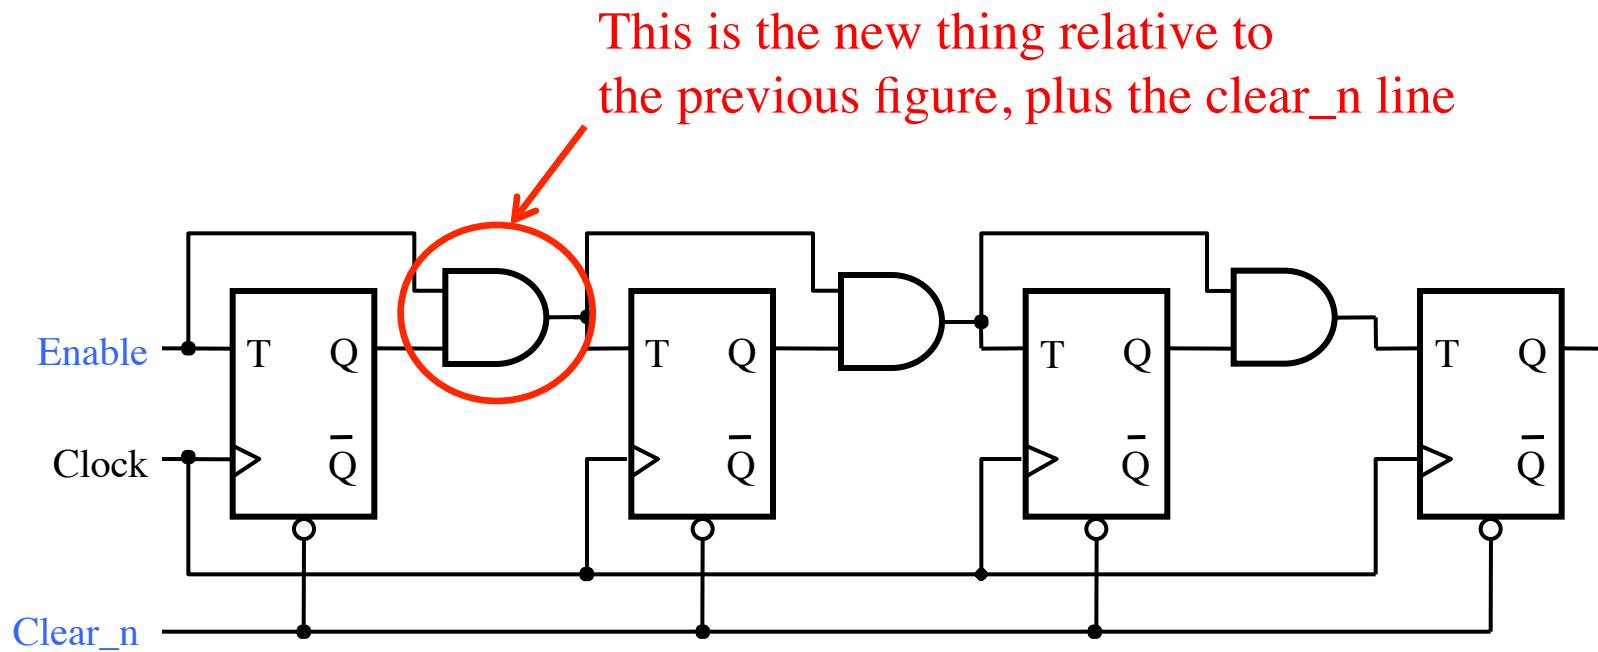 This is the new thing relative to
the previous figure, plus the clear_n line
Enable
T Q
T Q
T Q
T Q
Clock
Q̅
Q̅
Q̅
Q̅
Clear_n